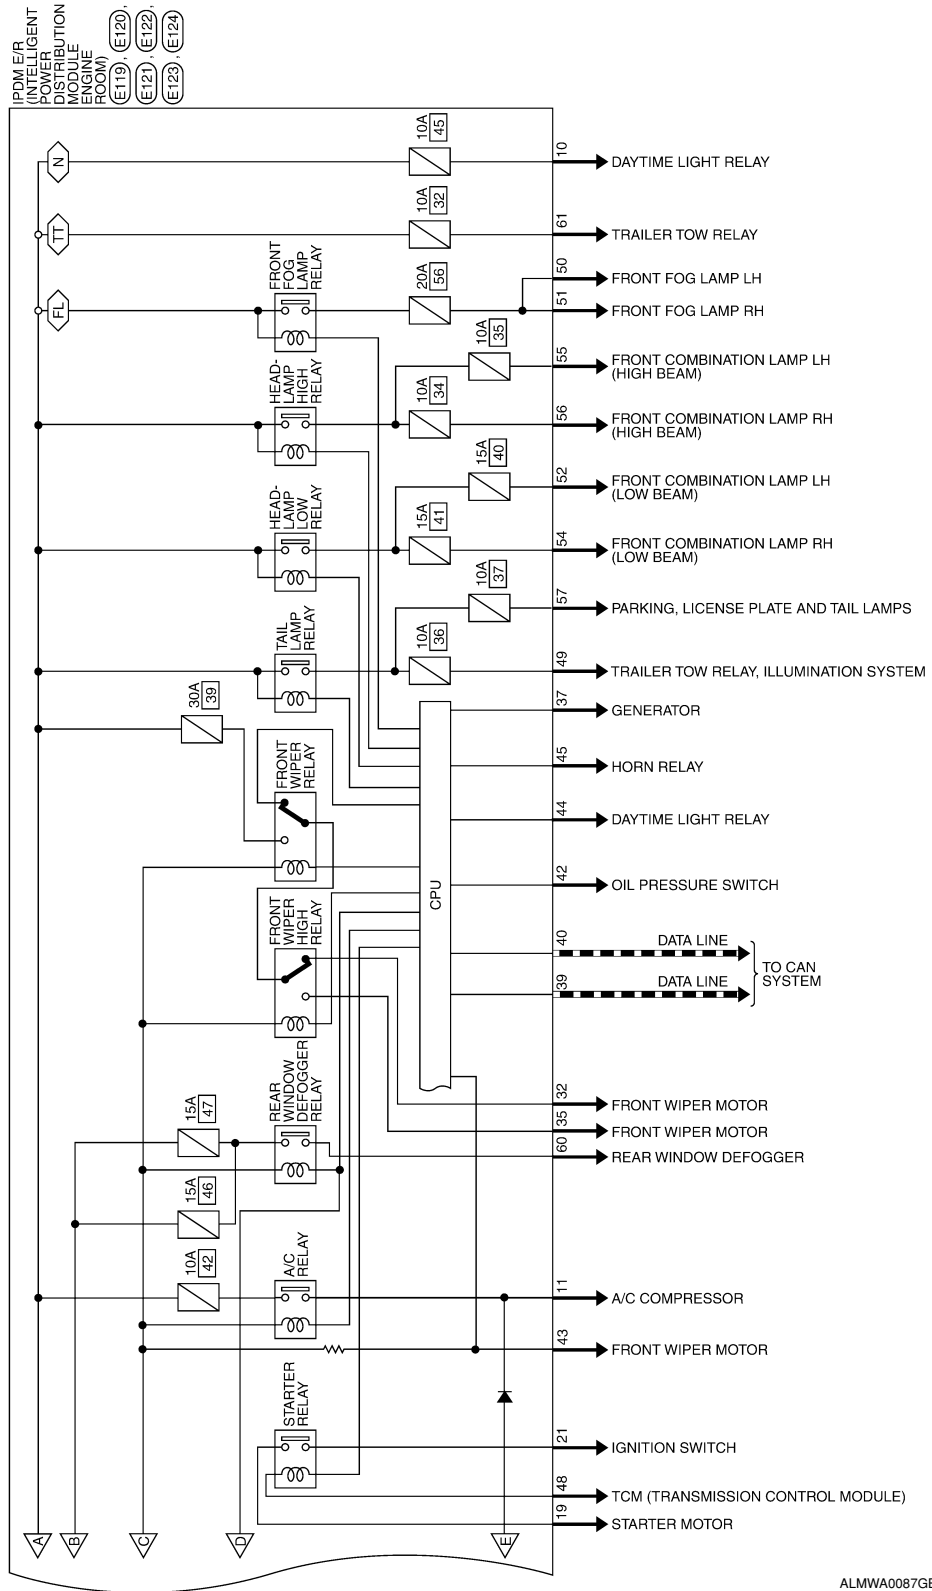 IPDM E/R
(INTELLIGENT
POWER
DISTRIBUTION
MODULE
ENGINE
ROOM)
E119, E120,
E121, E122,
E123, E124
N
10A
45
10
DAYTIME LIGHT RELAY
TT
10A
32
61
TRAILER TOW RELAY
FL
FRONT
FOG
LAMP
RELAY
20A
56
50
FRONT FOG LAMP LH
51
FRONT FOG LAMP RH
HEAD-
LAMP
HIGH
RELAY
10A
35
55
FRONT COMBINATION LAMP LH
(HIGH BEAM)
10A
34
56
FRONT COMBINATION LAMP RH
(HIGH BEAM)
HEAD-
LAMP
LOW
RELAY
15A
40
52
FRONT COMBINATION LAMP LH
(LOW BEAM)
15A
41
54
FRONT COMBINATION LAMP RH
(LOW BEAM)
TAIL
LAMP
RELAY
10A
37
57
PARKING, LICENSE PLATE AND TAIL LAMPS
10A
36
49
TRAILER TOW RELAY, ILLUMINATION SYSTEM
30A
39
37
GENERATOR
FRONT
WIPER
RELAY
45
HORN RELAY
44
DAYTIME LIGHT RELAY
CPU
42
OIL PRESSURE SWITCH
FRONT
WIPER
HIGH
RELAY
40
DATA LINE
39
DATA LINE
TO CAN
SYSTEM
REAR
WINDOW
DEFOGGER
RELAY
15A
47
32
FRONT WIPER MOTOR
35
FRONT WIPER MOTOR
60
REAR WINDOW DEFOGGER
15A
46
10A
42
A/C
RELAY
11
A/C COMPRESSOR
43
FRONT WIPER MOTOR
STARTER
RELAY
21
IGNITION SWITCH
48
TCM (TRANSMISSION CONTROL MODULE)
19
STARTER MOTOR
A
B
C
D
E